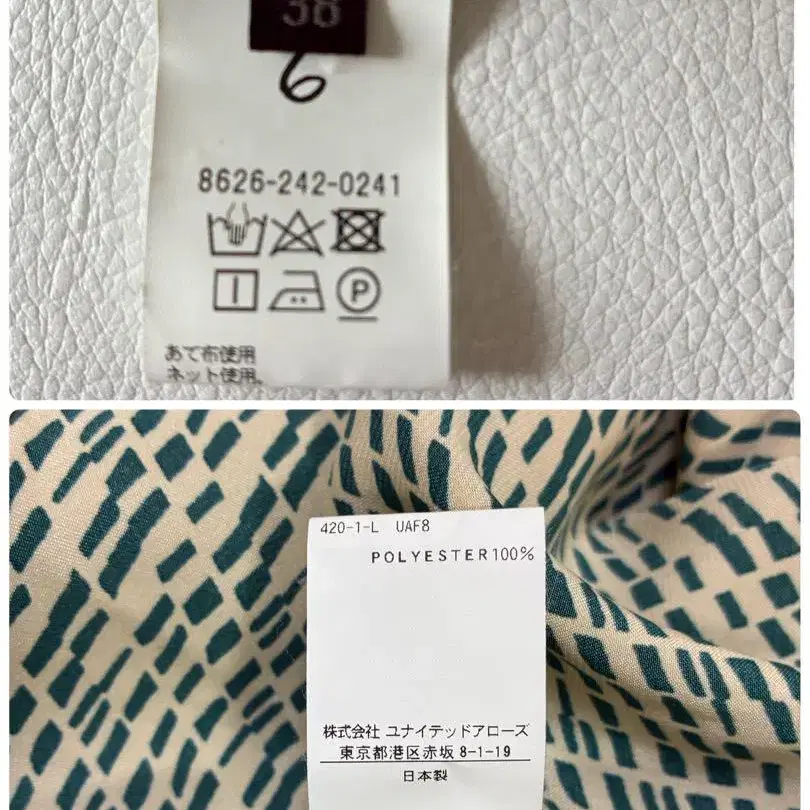 38
6
8626-242-0241
P
あて布使用
ネット使用.
420-1-L UAF8
POLYESTER100%
株式会社 ユナイテッドアローズ
東京都港区赤坂 8-1-19
日本製